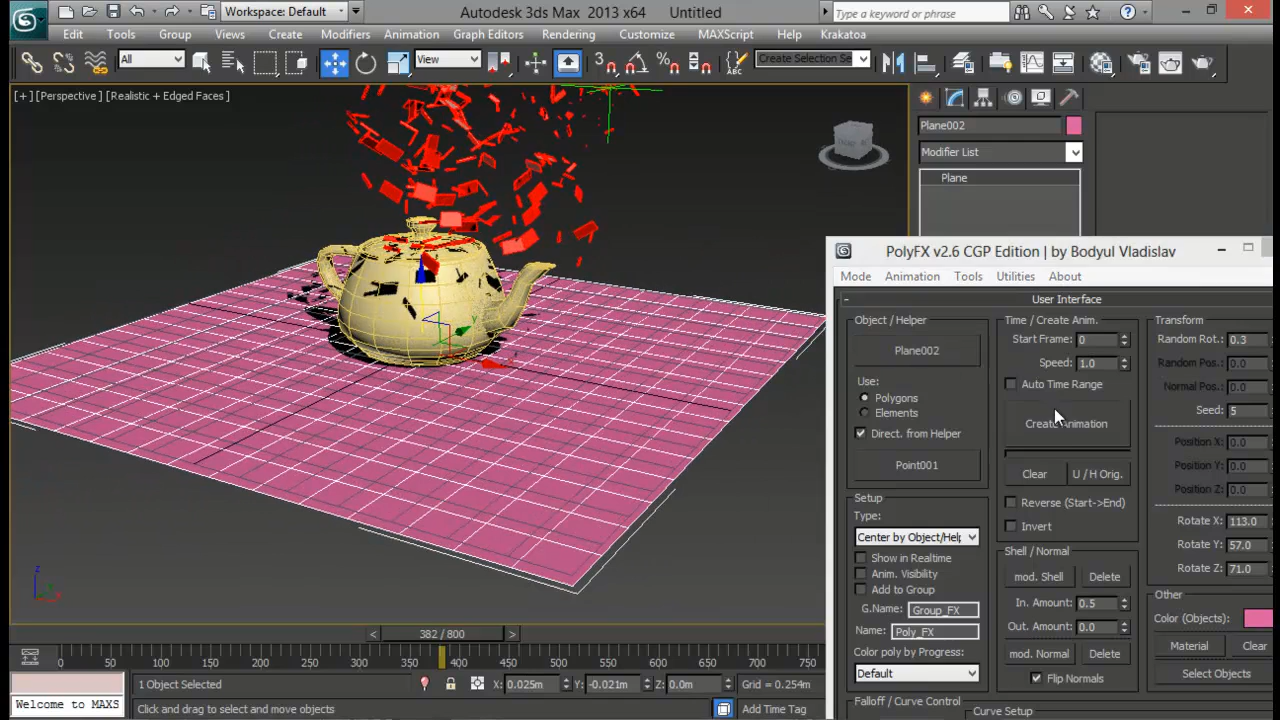 Workspace: Default
Autodesk 3ds Max 2013 x64
Untitled
Type a keyword or phrase
Edit
Tools
Group
Views
Create
Modifiers
Animation
Graph Editors
Rendering
Customize
MAXScript
Help
Krakatoa
All
View
3
Create Selection Se
[+] [Perspective ] [Realistic + Edged Faces ]
Plane002
Modifier List
Plane
PolyFX v2.6 CGP Edition | by Bodyul Vladislav
Mode
Animation
Tools
Utilities
About
User Interface
Object / Helper
Plane002
Use:
Polygons
Elements
Direct. from Helper
Point001
Setup
Type:
Center by Object/Help
Show in Realtime
Anim. Visibility
Add to Group
G.Name: Group_FX
Name: Poly_FX
Color poly by Progress:
Default
Falloff / Curve Control
Time / Create Anim.
Start Frame: 0
Speed: 1.0
Auto Time Range
Create Animation
Clear
U / H Orig.
Reverse (Start->End)
Invert
Shell / Normal
mod. Shell
Delete
In. Amount: 0.5
Out. Amount: 0.0
mod. Normal
Delete
Flip Normals
Curve Setup
Transform
Random Rot.: 0.3
Random Pos.: 0.0
Normal Pos.: 0.0
Seed: 5
Position X: 0.0
Position Y: 0.0
Position Z: 0.0
Rotate X: 113.0
Rotate Y: 57.0
Rotate Z: 71.0
Other
Color (Objects):
Material
Clear
Select Objects
z
x
< 382 / 800 >
0 50 100 150 200 250 300 350 400 450 500 550 600 650 700 750
1 Object Selected
X: 0.025m
Y: -0.021m
Z: 0.0m
Grid = 0.254m
Welcome to MAXS
Click and drag to select and move objects
Add Time Tag